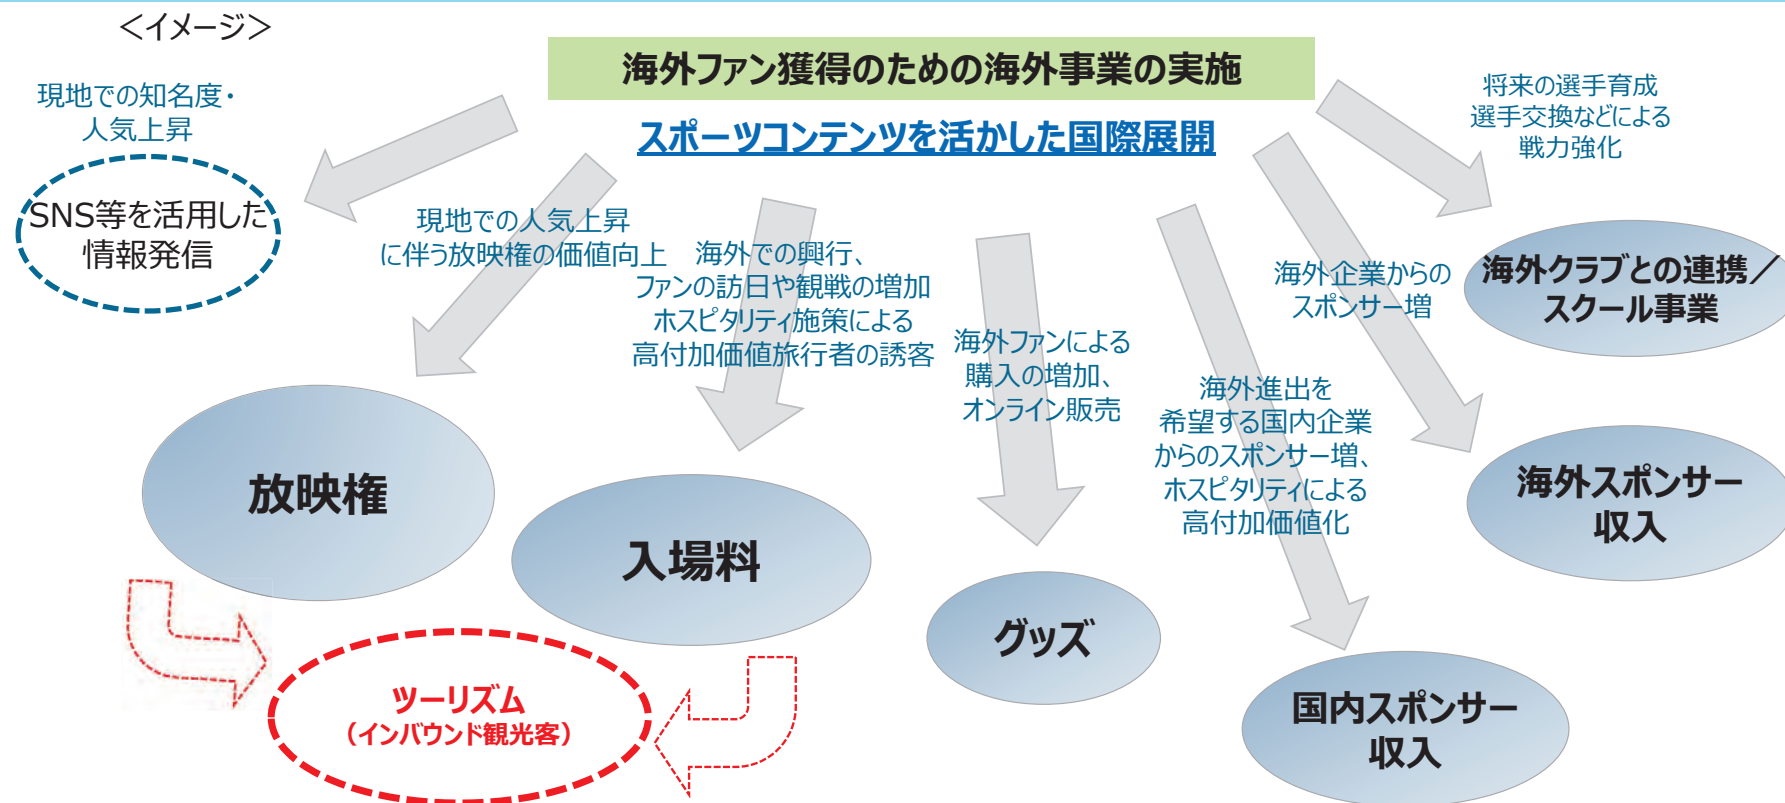 ＜イメージ＞
海外ファン獲得のための海外事業の実施
スポーツコンテンツを活かした国際展開
現地での知名度・
人気上昇
SNS等を活用した
情報発信
現地での人気上昇
に伴う放映権の価値向上
放映権
海外での興行、
ファンの訪日や観戦の増加
ホスピタリティ施策による
高付加価値旅行者の誘客
入場料
ツーリズム
（インバウンド観光客）
海外ファンによる
購入の増加、
オンライン販売
グッズ
海外進出を
希望する国内企業
からのスポンサー増、
ホスピタリティによる
高付加価値化
国内スポンサー
収入
海外企業からの
スポンサー増
海外スポンサー
収入
将来の選手育成
選手交換などによる
戦力強化
海外クラブとの連携／
スクール事業